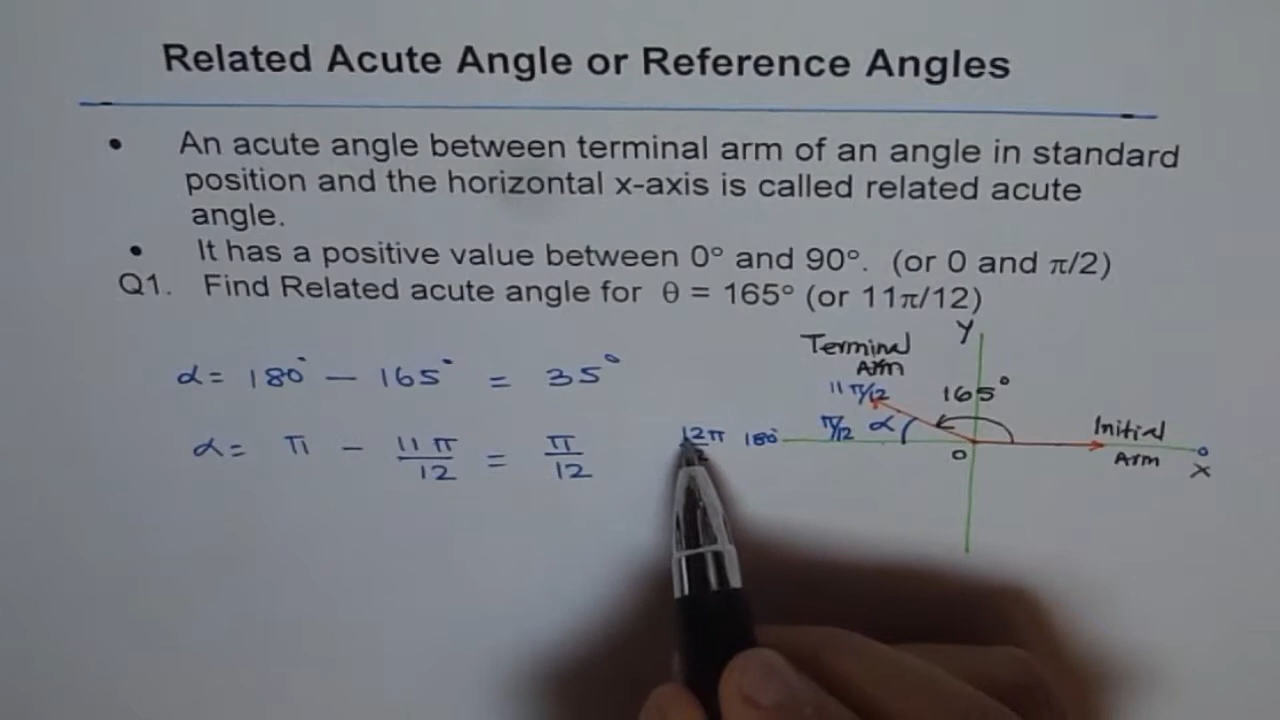 Related Acute Angle or Reference Angles
• An acute angle between terminal arm of an angle in standard
position and the horizontal x-axis is called related acute
angle.
• It has a positive value between 0° and 90°. (or 0 and π/2)
Q1. Find Related acute angle for θ = 165° (or 11π/12)
α = 180° − 165° = 35°
α = π − 11π/12 = π/12
Y
Terminal
Arm
11π/12
165°
12π
180°
π/12
α
Initial
Arm
O
X